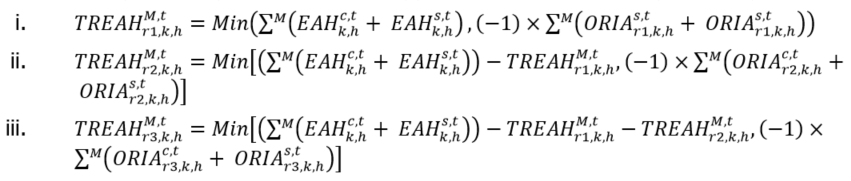 i. TREAH^{M,t}_{r1,k,h} = Min(∑^M(EAH^{c,t}_{k,h} + EAH^{s,t}_{k,h}), (−1) × ∑^M(ORIA^{s,t}_{r1,k,h} + ORIA^{s,t}_{r1,k,h}))
ii. TREAH^{M,t}_{r2,k,h} = Min[(∑^M(EAH^{c,t}_{k,h} + EAH^{s,t}_{k,h})) − TREAH^{M,t}_{r1,k,h}, (−1) × ∑^M(ORIA^{c,t}_{r2,k,h} +
ORIA^{s,t}_{r2,k,h})]
iii. TREAH^{M,t}_{r3,k,h} = Min[(∑^M(EAH^{c,t}_{k,h} + EAH^{s,t}_{k,h})) − TREAH^{M,t}_{r1,k,h} − TREAH^{M,t}_{r2,k,h}, (−1) ×
∑^M(ORIA^{c,t}_{r3,k,h} + ORIA^{s,t}_{r3,k,h})]